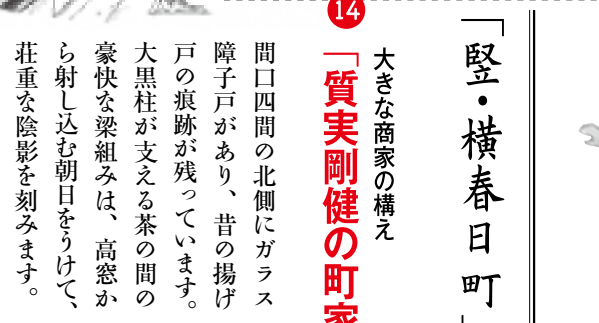 「竪・横春日町
14
大きな商家の構え
「質実剛健の町家
間口四間の北側にガラス
障子戸があり、昔の揚げ
戸の痕跡が残っています。
大黒柱が支える茶の間の
豪快な梁組みは、高窓か
ら射し込む朝日をうけて、
荘重な陰影を刻みます。